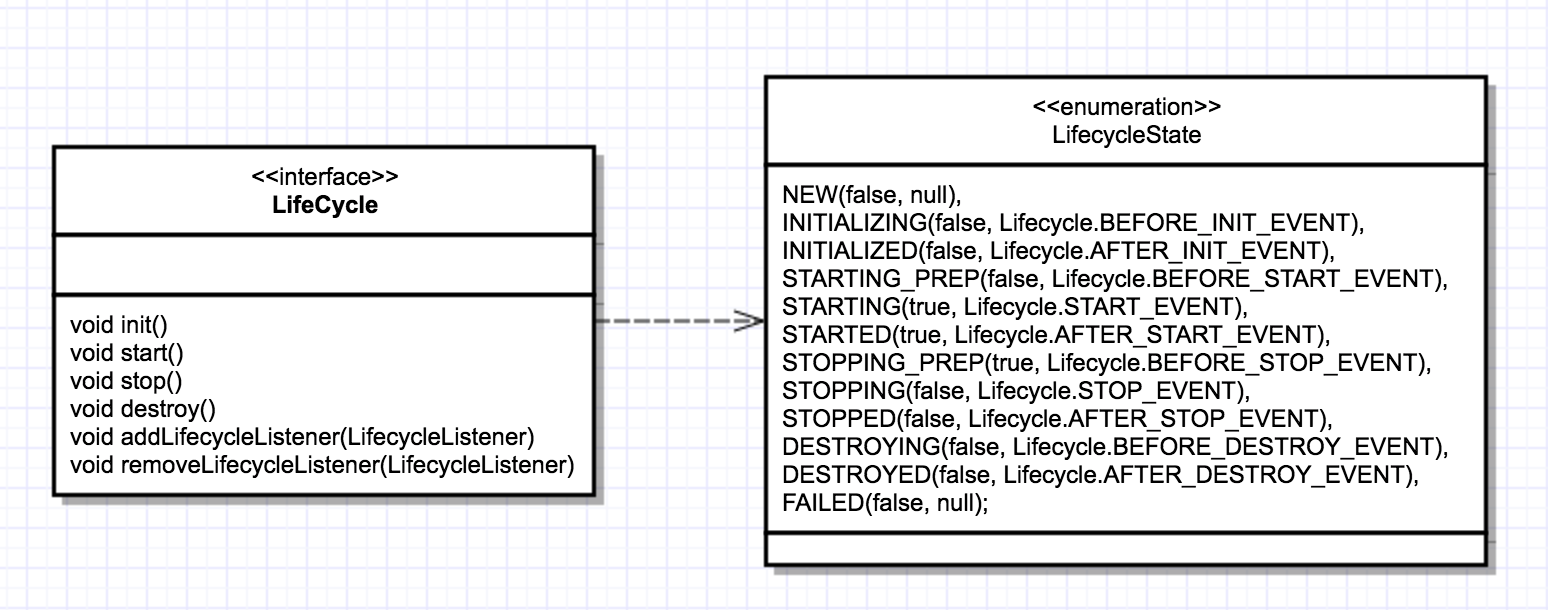 <<interface>>
LifeCycle
void init()
void start()
void stop()
void destroy()
void addLifecycleListener(LifecycleListener)
void removeLifecycleListener(LifecycleListener)
<<enumeration>>
LifecycleState
NEW(false, null),
INITIALIZING(false, Lifecycle.BEFORE_INIT_EVENT),
INITIALIZED(false, Lifecycle.AFTER_INIT_EVENT),
STARTING_PREP(false, Lifecycle.BEFORE_START_EVENT),
STARTING(true, Lifecycle.START_EVENT),
STARTED(true, Lifecycle.AFTER_START_EVENT),
STOPPING_PREP(true, Lifecycle.BEFORE_STOP_EVENT),
STOPPING(false, Lifecycle.STOP_EVENT),
STOPPED(false, Lifecycle.AFTER_STOP_EVENT),
DESTROYING(false, Lifecycle.BEFORE_DESTROY_EVENT),
DESTROYED(false, Lifecycle.AFTER_DESTROY_EVENT),
FAILED(false, null);